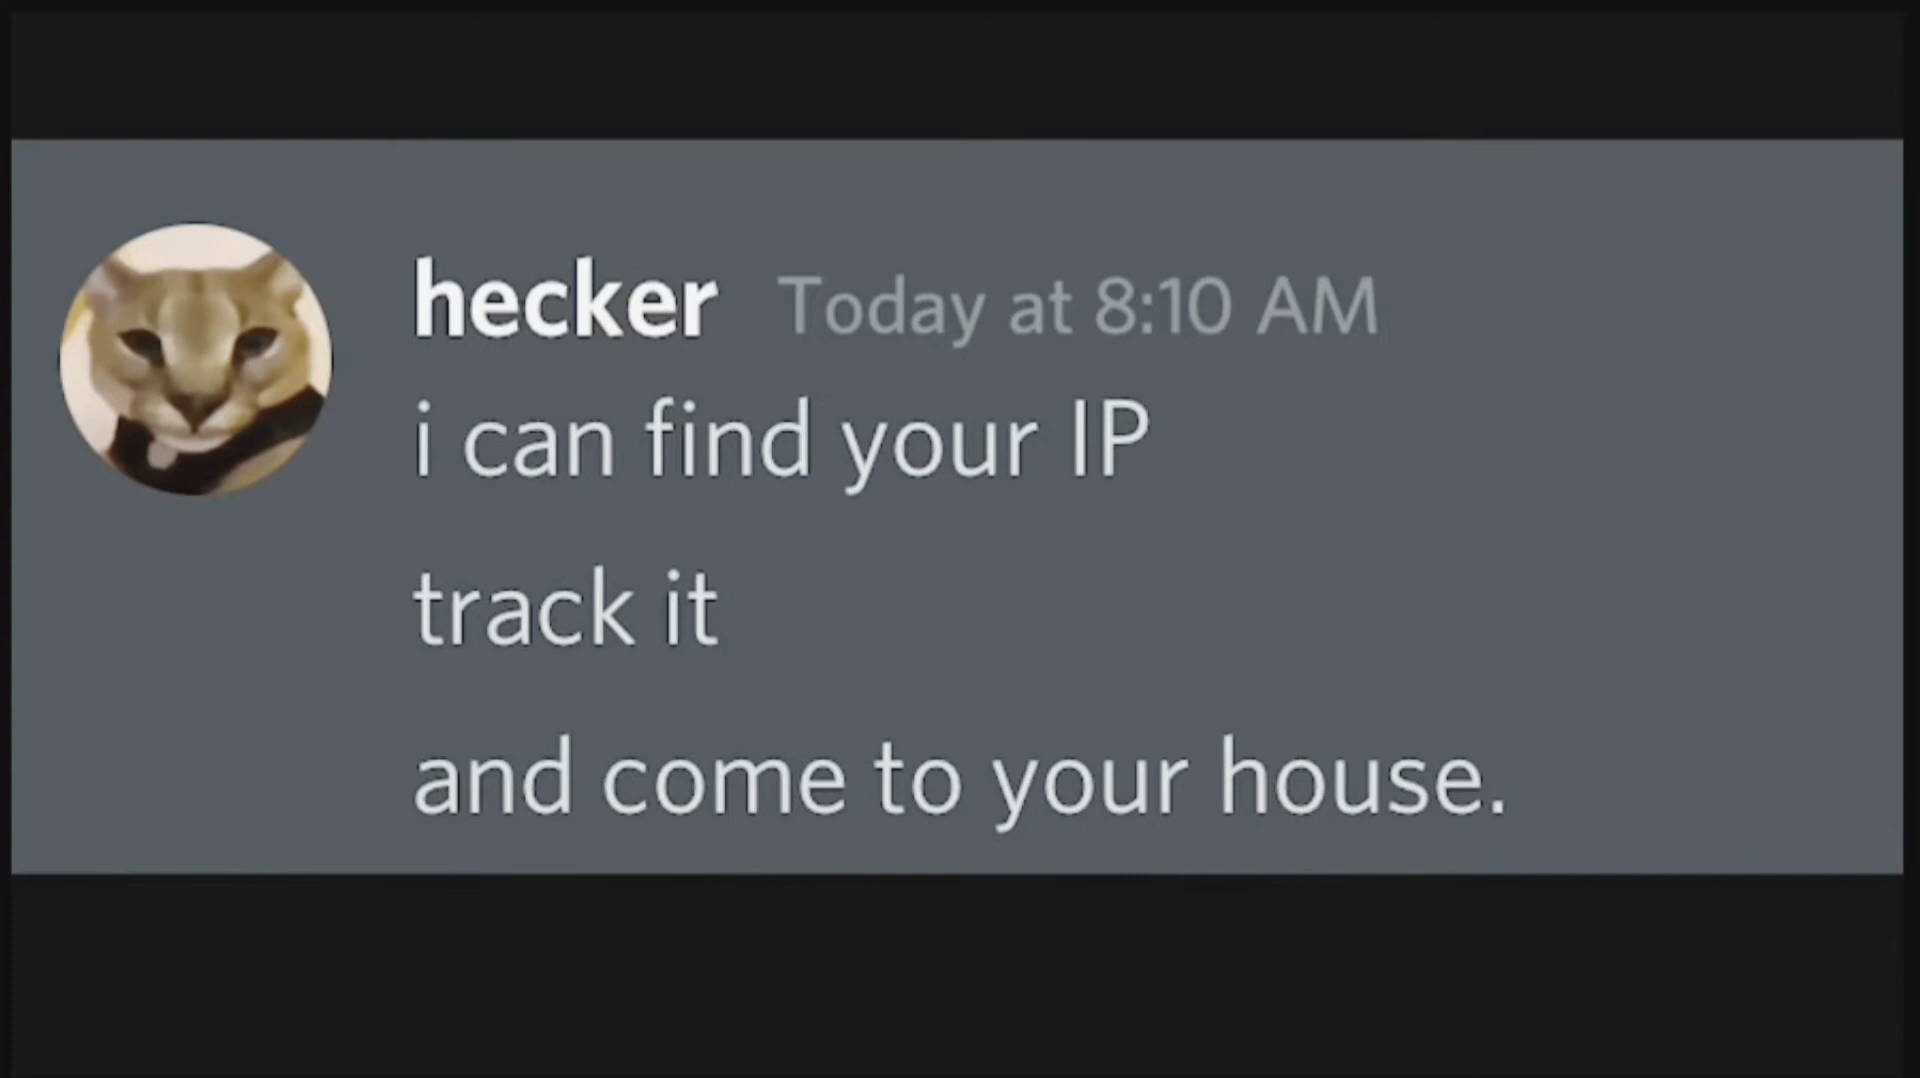 hecker Today at 8:10 AM
i can find your IP
track it
and come to your house.